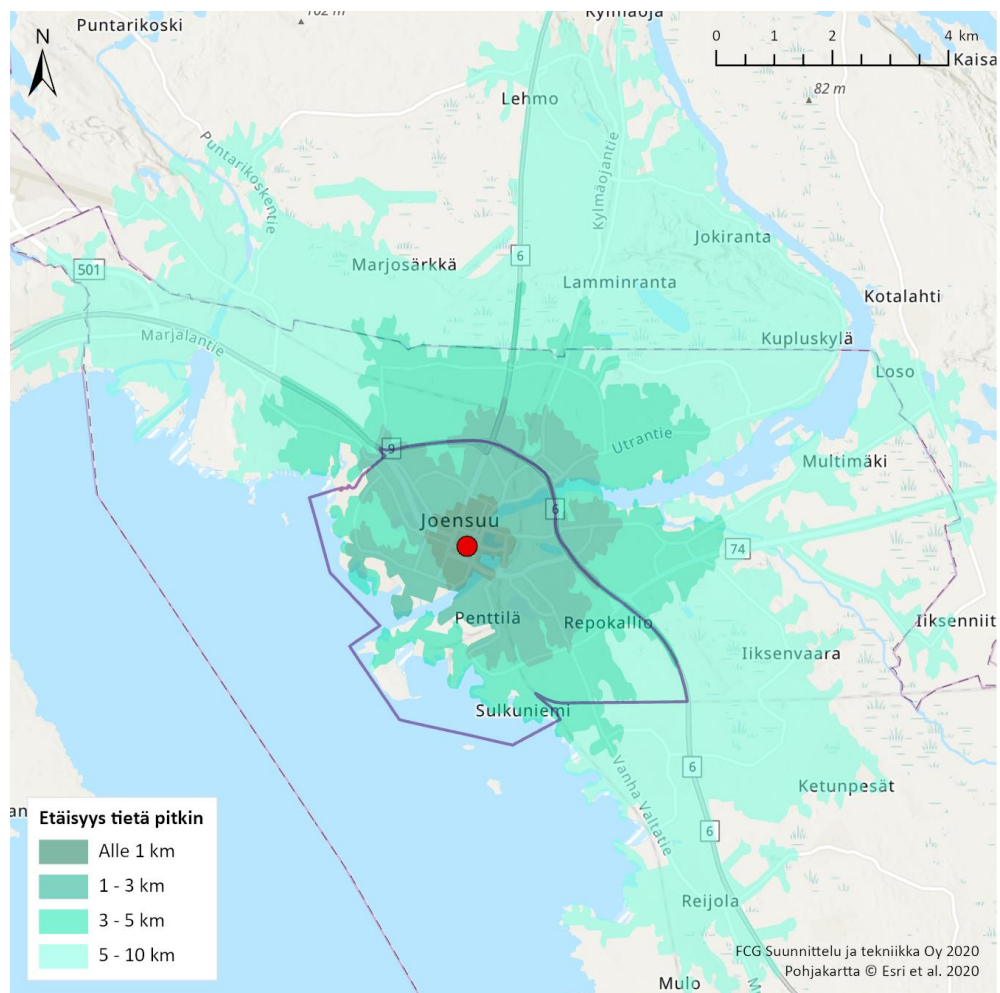 102 m
Kylmäoja
Puntarikoski
N
0 1 2 4 km
Kaisa
82 m
Lehmo
Puntarikoskentie
Kylmäojantie
Jokiranta
6
Marjosärkkä
501
Lamminranta
Kotalahti
Marjalantie
Kupluskylä
Loso
Utrantie
9
Multimäki
6
Joensuu
74
Penttilä
Repokallio
Iiksenniit
Iiksenvaara
Sulkuniemi
6
Vanha Valtatie
Ketunpesät
an
6
Etäisyys tietä pitkin
Alle 1 km
1 - 3 km
3 - 5 km
5 - 10 km
Reijola
FCG Suunnittelu ja tekniikka Oy 2020
Pohjakartta © Esri et al. 2020
Mulo